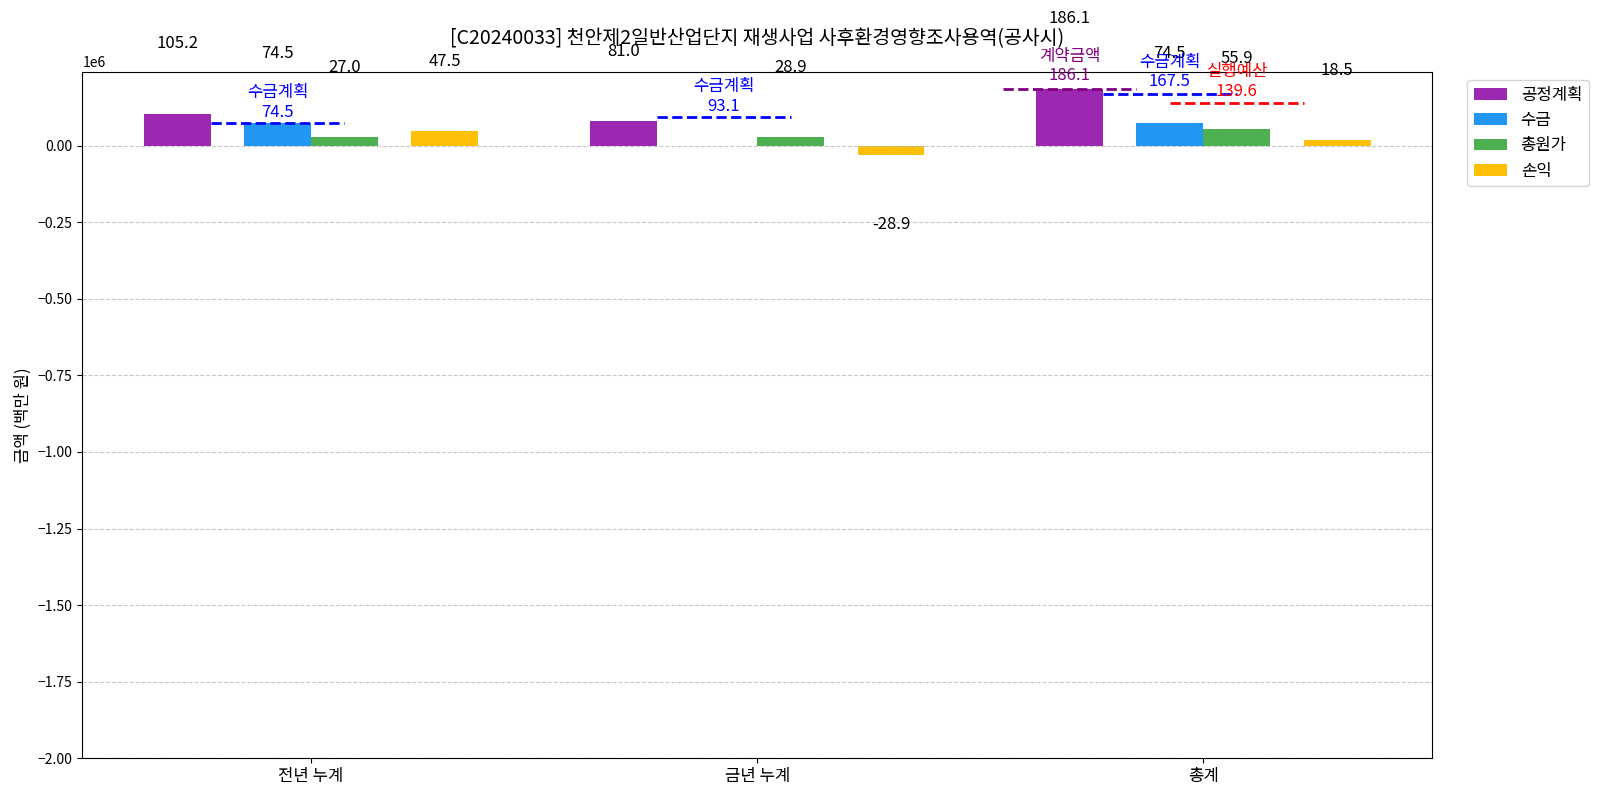 186.1
[C20240033] 천안제2일반산업단지 재생사업 사후환경영향조사용역(공사시)
105.2
74.5
27.0
47.5
81.0
28.9
74.5
55.9
18.5
1e6
수금계획
74.5
수금계획
93.1
계약금액
186.1
수금계획
167.5
실행예산
139.6
공정계획
수금
총원가
손익
-28.9
금액 (백만 원)
0.00
−0.25
−0.50
−0.75
−1.00
−1.25
−1.50
−1.75
−2.00
전년 누계
금년 누계
총계